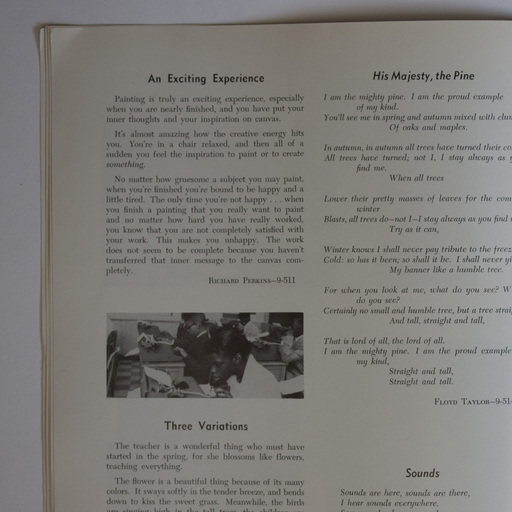 An Exciting Experience
Painting is truly an exciting experience, especially
when you are nearly finished, and you have put your
inner thoughts and your inspiration on canvas.
It's almost amazing how the creative energy hits
you. You're in a chair relaxed, and then all of a
sudden you feel the inspiration to paint or to create
something.
No matter how gruesome a subject you may paint,
when you're finished you're bound to be happy and a
little tired. The only time you're not happy . . . when
you finish a painting that you really want to paint
and no matter how hard you have really worked,
you know that you are not completely satisfied with
your work. This makes you unhappy. The work
does not seem to be complete because you haven't
transferred that inner message to the canvas com-
pletely.
RICHARD PERKINS—9-511
Three Variations
The teacher is a wonderful thing who must have
started in the spring, for she blossoms like flowers,
teaching everything.
The flower is a beautiful thing because of its many
colors. It sways softly in the tender breeze, and bends
down to kiss the sweet grass. Meanwhile, the birds
are singing high in the tall trees, the children are
His Majesty, the Pine
I am the mighty pine. I am the proud example
of my kind.
You'll see me in spring and autumn mixed with
Of oaks and maples.
In autumn, in autumn all trees have turned their
All trees have turned; not I, I stay always as
find me.
When all trees
Lower their pretty masses of leaves for the
winter
Blasts, all trees do—not I—I stay always as you find
Try as it can,
Winter knows I shall never pay tribute to the
Cold: so has it been; so shall it be. I shall never
My banner like a humble tree.
For when you look at me, what do you see? W
do you see?
Certainly no small and humble tree, but a tree
And tall, straight and tall,
That is lord of all, the lord of all.
I am the mighty pine. I am the proud example
my kind,
Straight and tall,
Straight and tall.
FLOYD TAYLOR—9-51
Sounds
Sounds are here, sounds are there,
I hear sounds everywhere.